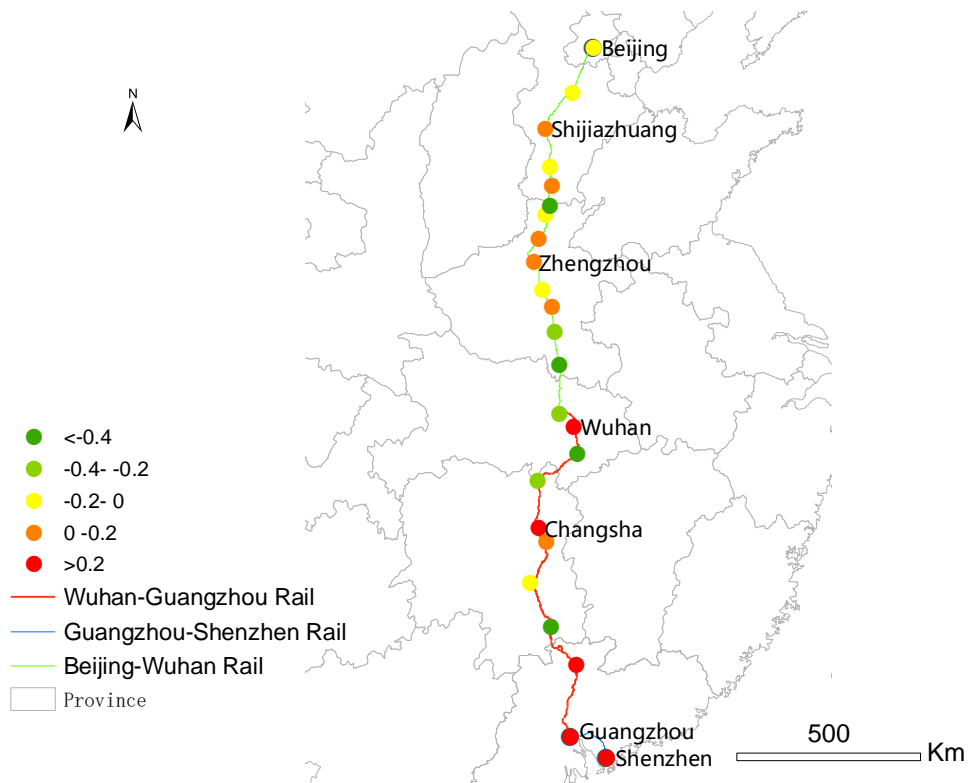 Beijing
N
Shijiazhuang
Zhengzhou
Wuhan
Changsha
Guangzhou
Shenzhen
<-0.4
-0.4- -0.2
-0.2- 0
0 -0.2
>0.2
Wuhan-Guangzhou Rail
Guangzhou-Shenzhen Rail
Beijing-Wuhan Rail
Province
500
Km